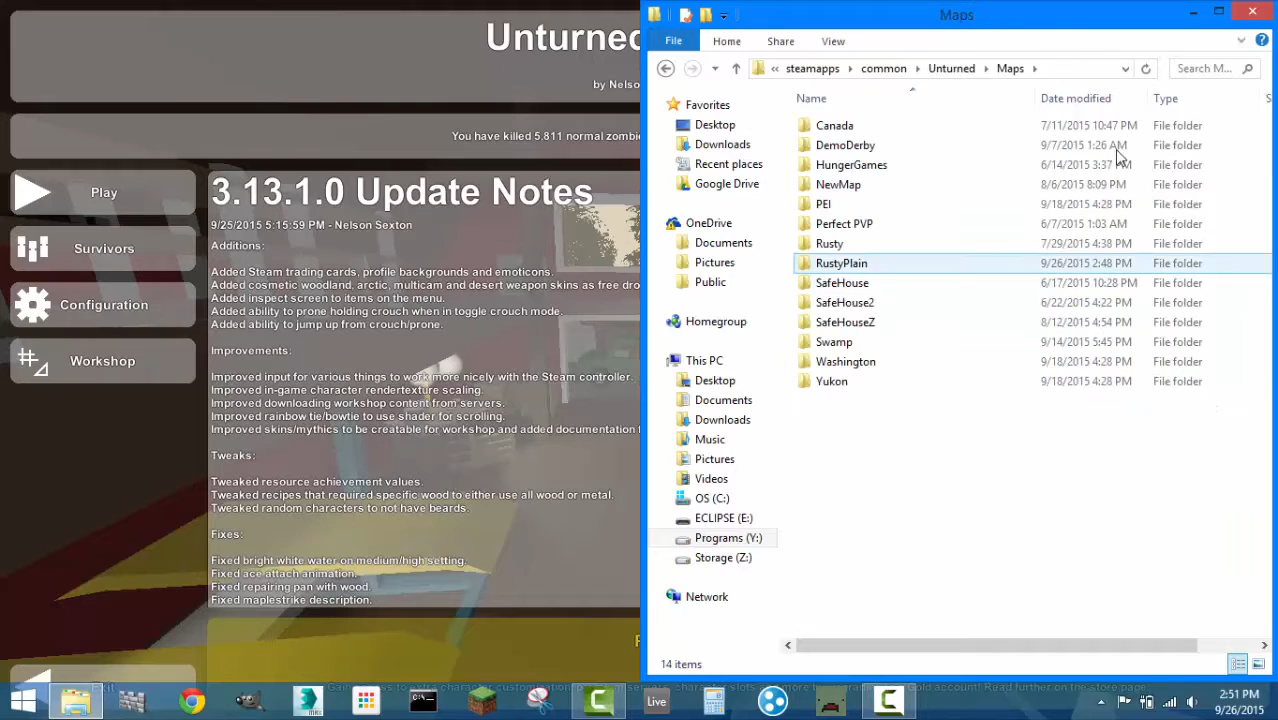 Unturned
by Nelson
You have killed 5,811 normal zombie
Play
Survivors
Configuration
Workshop
3.13.1.0 Update Notes
9/25/2015 5:15:59 PM - Nelson Sexton
Additions:
Added Steam trading cards, profile backgrounds and emoticons.
Added cosmetic woodland, arctic, multicam and desert weapon skins as free dro
Added inspect screen to items on the menu.
Added ability to prone holding crouch when in toggle crouch mode.
Added ability to jump up from crouch/prone.
Improvements:
Improved input for various things to work more nicely with the Steam controller.
Improved in-game character rendertexture scaling.
Improved downloading workshop content from servers.
Improved rainbow tie/bowtie to use shader for scrolling.
Improved skins/mythics to be creatable for workshop and added documentation f
Tweaks:
Tweaked resource achievement values.
Tweaked recipes that required specific wood to either use all wood or metal.
Tweaked random characters to not have beards.
Fixes:
Fixed bright white water on medium/high setting
Fixed ace attach animation.
Fixed repairing pan with wood.
Fixed maplestrike description.
Exit
Maps
File Home Share View
« steamapps common Unturned Maps
Search M...
Favorites
Desktop
Downloads
Recent places
Google Drive
OneDrive
Documents
Pictures
Public
Homegroup
This PC
Desktop
Documents
Downloads
Music
Pictures
Videos
OS (C:)
ECLIPSE (E:)
Programs (Y:)
Storage (Z:)
Network
Name Date modified Type S
Canada 7/11/2015 10:47 PM File folder
DemoDerby 9/7/2015 1:26 AM File folder
HungerGames 6/14/2015 3:37 PM File folder
NewMap 8/6/2015 8:09 PM File folder
PEI 9/18/2015 4:28 PM File folder
Perfect PVP 6/7/2015 1:03 AM File folder
Rusty 7/29/2015 4:38 PM File folder
RustyPlain 9/26/2015 2:48 PM File folder
SafeHouse 6/17/2015 10:28 PM File folder
SafeHouse2 6/22/2015 4:22 PM File folder
SafeHouseZ 8/12/2015 4:54 PM File folder
Swamp 9/14/2015 5:45 PM File folder
Washington 9/18/2015 4:28 PM File folder
Yukon 9/18/2015 4:28 PM File folder
14 items
Live
2:51 PM
9/26/2015